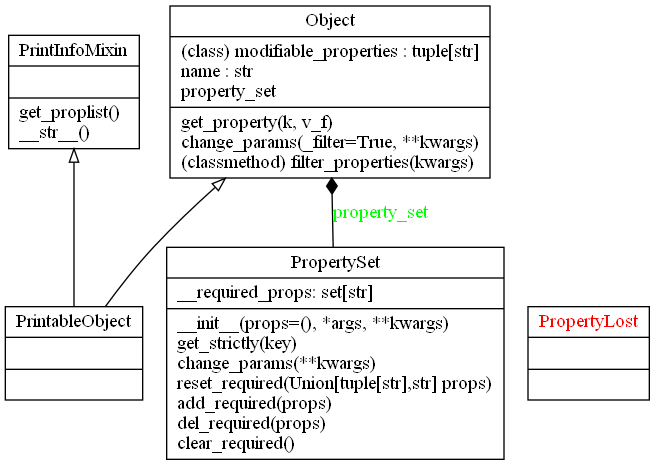 PrintInfoMixin
get_proplist()
__str__()
Object
(class) modifiable_properties : tuple[str]
name : str
property_set
get_property(k, v_f)
change_params(_filter=True, **kwargs)
(classmethod) filter_properties(kwargs)
property_set
PrintableObject
PropertySet
__required_props: set[str]
__init__(props=(), *args, **kwargs)
get_strictly(key)
change_params(**kwargs)
reset_required(Union[tuple[str],str] props)
add_required(props)
del_required(props)
clear_required()
PropertyLost